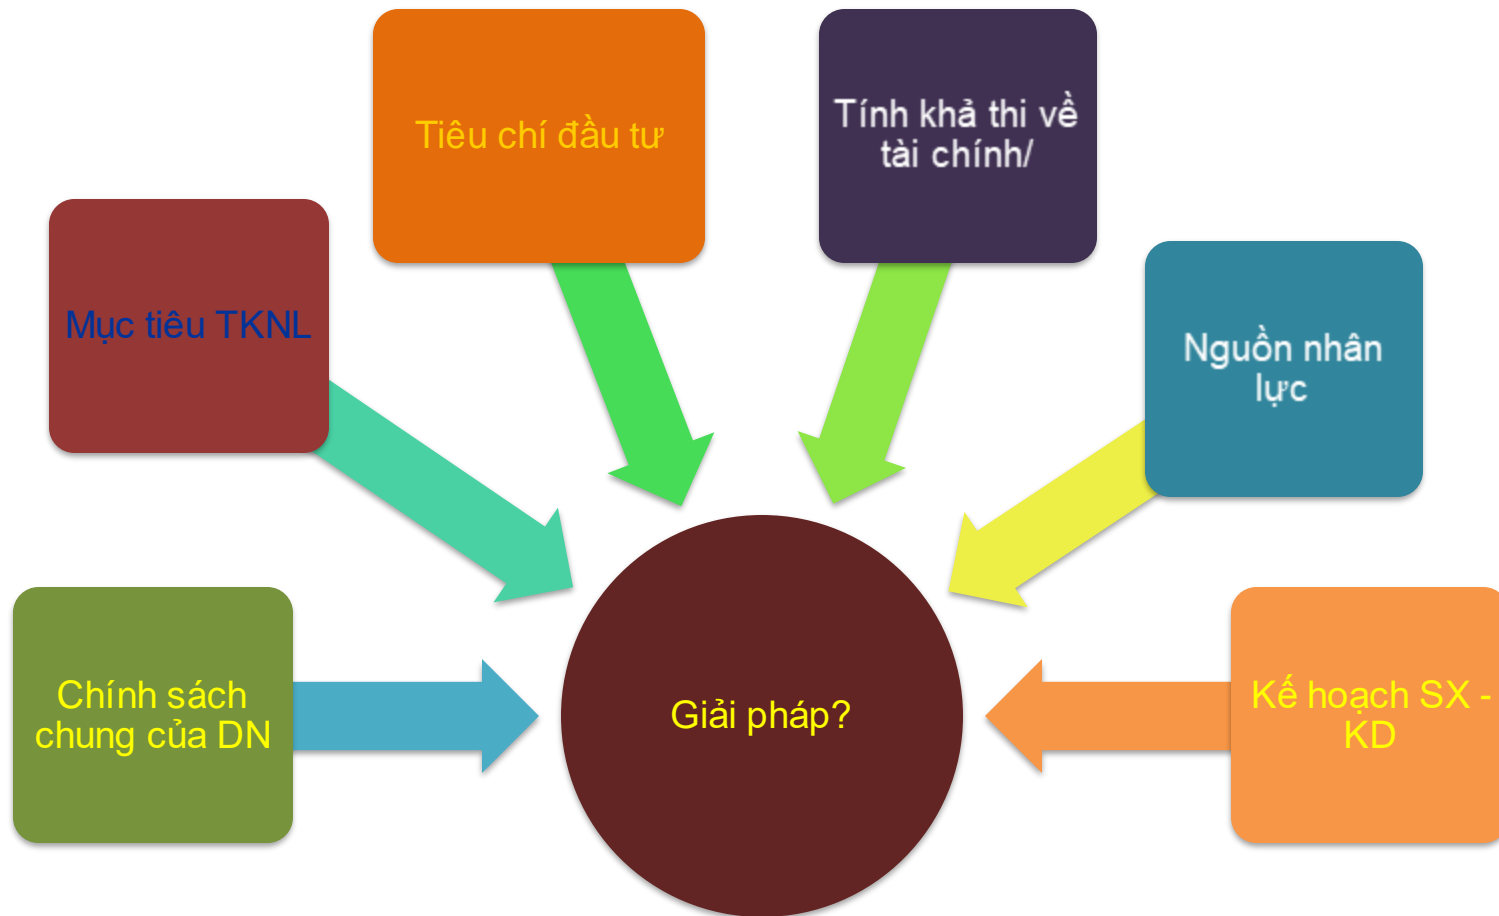 Tiêu chí đầu tư
Tính khả thi về
tài chính/
Mục tiêu TKNL
Nguồn nhân
lực
Chính sách
chung của DN
Giải pháp?
Kế hoạch SX -
KD